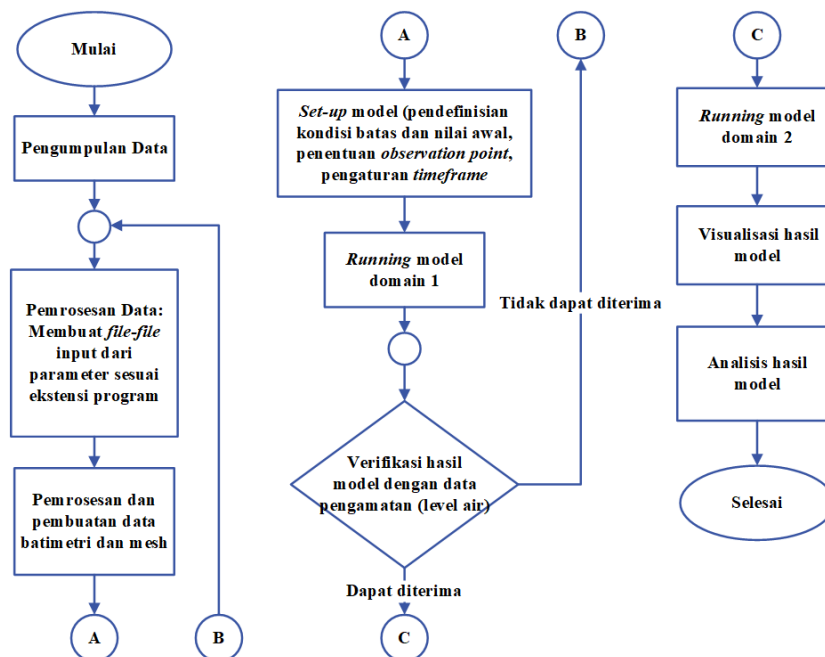 Mulai
Pengumpulan Data
Pemrosesan Data:
Membuat file-file
input dari
parameter sesuai
ekstensi program
Pemrosesan dan
pembuatan data
batimetri dan mesh
A
B
A
Set-up model (pendefinisian
kondisi batas dan nilai awal,
penentuan observation point,
pengaturan timeframe
Running model
domain 1
Verifikasi hasil
model dengan data
pengamatan (level air)
Dapat diterima
C
Tidak dapat diterima
B
C
Running model
domain 2
Visualisasi hasil
model
Analisis hasil
model
Selesai